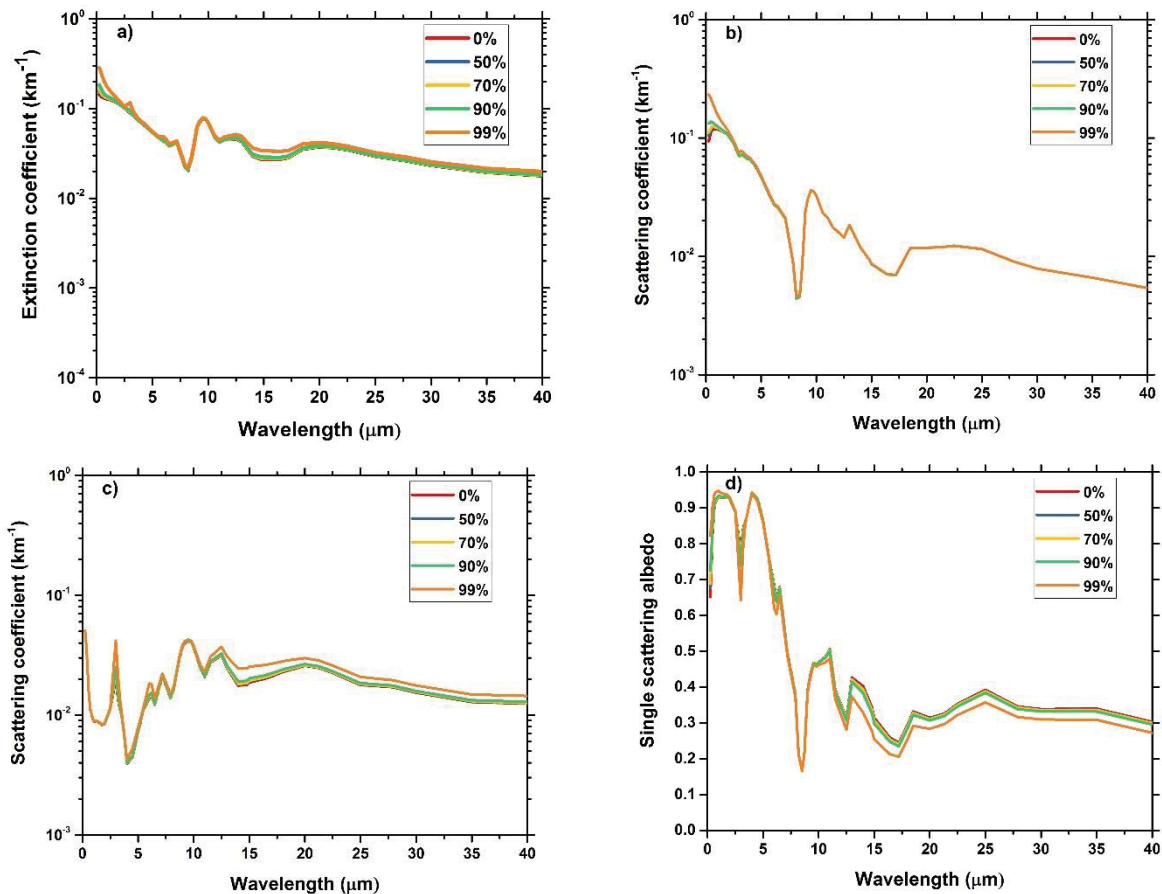 a)
0%
50%
70%
90%
99%
Extinction coefficient (km⁻¹)
10⁰
10⁻¹
10⁻²
10⁻³
10⁻⁴
0 5 10 15 20 25 30 35 40
Wavelength (μm)
b)
0%
50%
70%
90%
99%
Scattering coefficient (km⁻¹)
10⁰
10⁻¹
10⁻²
10⁻³
0 5 10 15 20 25 30 35 40
Wavelength (μm)
c)
0%
50%
70%
90%
99%
Scattering coefficient (km⁻¹)
10⁰
10⁻¹
10⁻²
10⁻³
0 5 10 15 20 25 30 35 40
Wavelength (μm)
d)
0%
50%
70%
90%
99%
Single scattering albedo
1.0
0.9
0.8
0.7
0.6
0.5
0.4
0.3
0.2
0.1
0.0
0 5 10 15 20 25 30 35 40
Wavelength (μm)